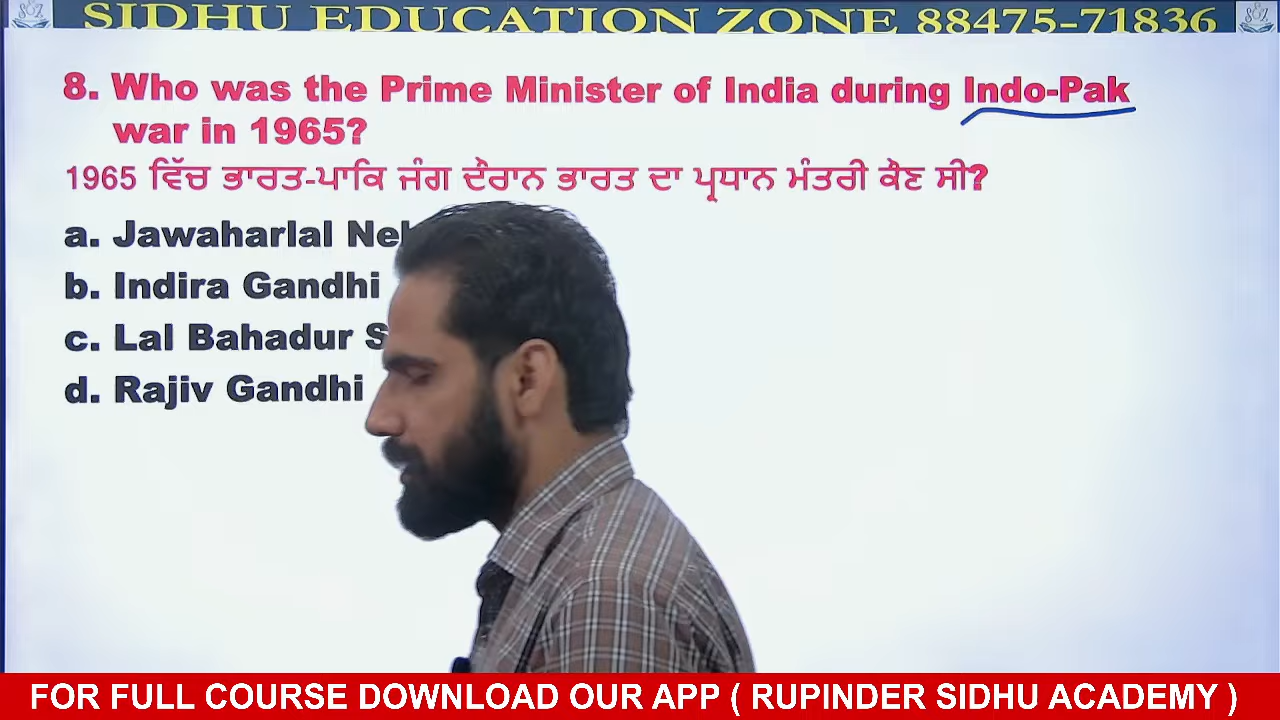 SIDHU EDUCATION ZONE 88475-71836
8. Who was the Prime Minister of India during Indo-Pak
war in 1965?
1965 ਵਿੱਚ ਭਾਰਤ-ਪਾਕਿ ਜੰਗ ਦੌਰਾਨ ਭਾਰਤ ਦਾ ਪ੍ਰਧਾਨ ਮੰਤਰੀ ਕੌਣ ਸੀ?
a. Jawaharlal
b. Indira Gandhi
c. Lal Bahadur
d. Rajiv Gandhi
FOR FULL COURSE DOWNLOAD OUR APP ( RUPINDER SIDHU ACADEMY )